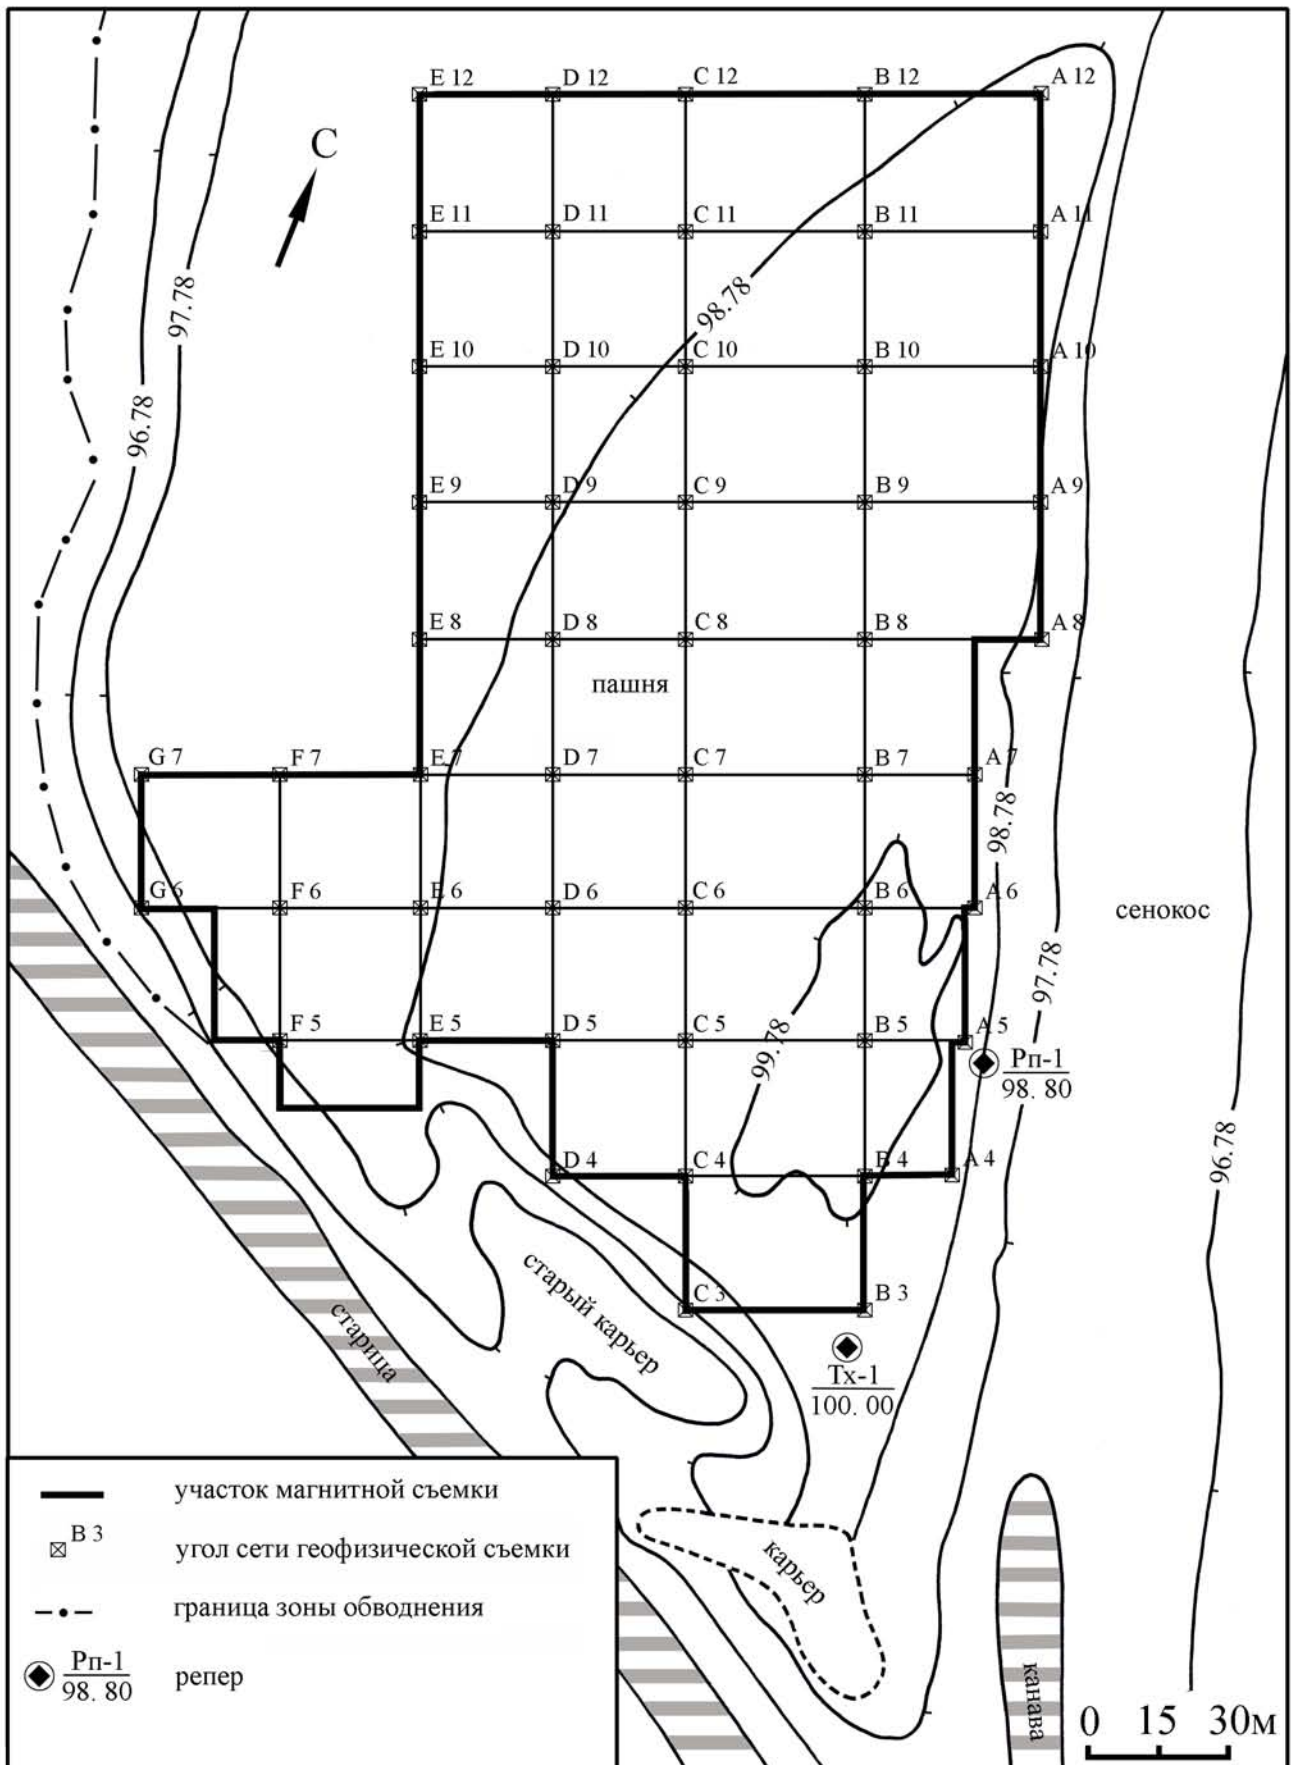 E 12 D 12 C 12 B 12 A 12
С
E 11 D 11 C 11 B 11 A 11
97.78
98.78
E 10 D 10 C 10 B 10 A 10
96.78
E 9 D 9 C 9 B 9 A 9
E 8 D 8 C 8 B 8 A 8
пашня
G 7 F 7 E 7 D 7 C 7 B 7 A 7
98.78
G 6 F 6 E 6 D 6 C 6 B 6 A 6
сенокос
97.78
F 5 E 5 D 5 C 5 B 5 A 5
99.78
Рп-1
98. 80
96.78
D 4 C 4 B 4 A 4
C 3 B 3
старый карьер
старица
Тх-1
100. 00
карьер
канава
участок магнитной съемки
B 3
угол сети геофизической съемки
граница зоны обводнения
Рп-1
98. 80
репер
0 15 30м